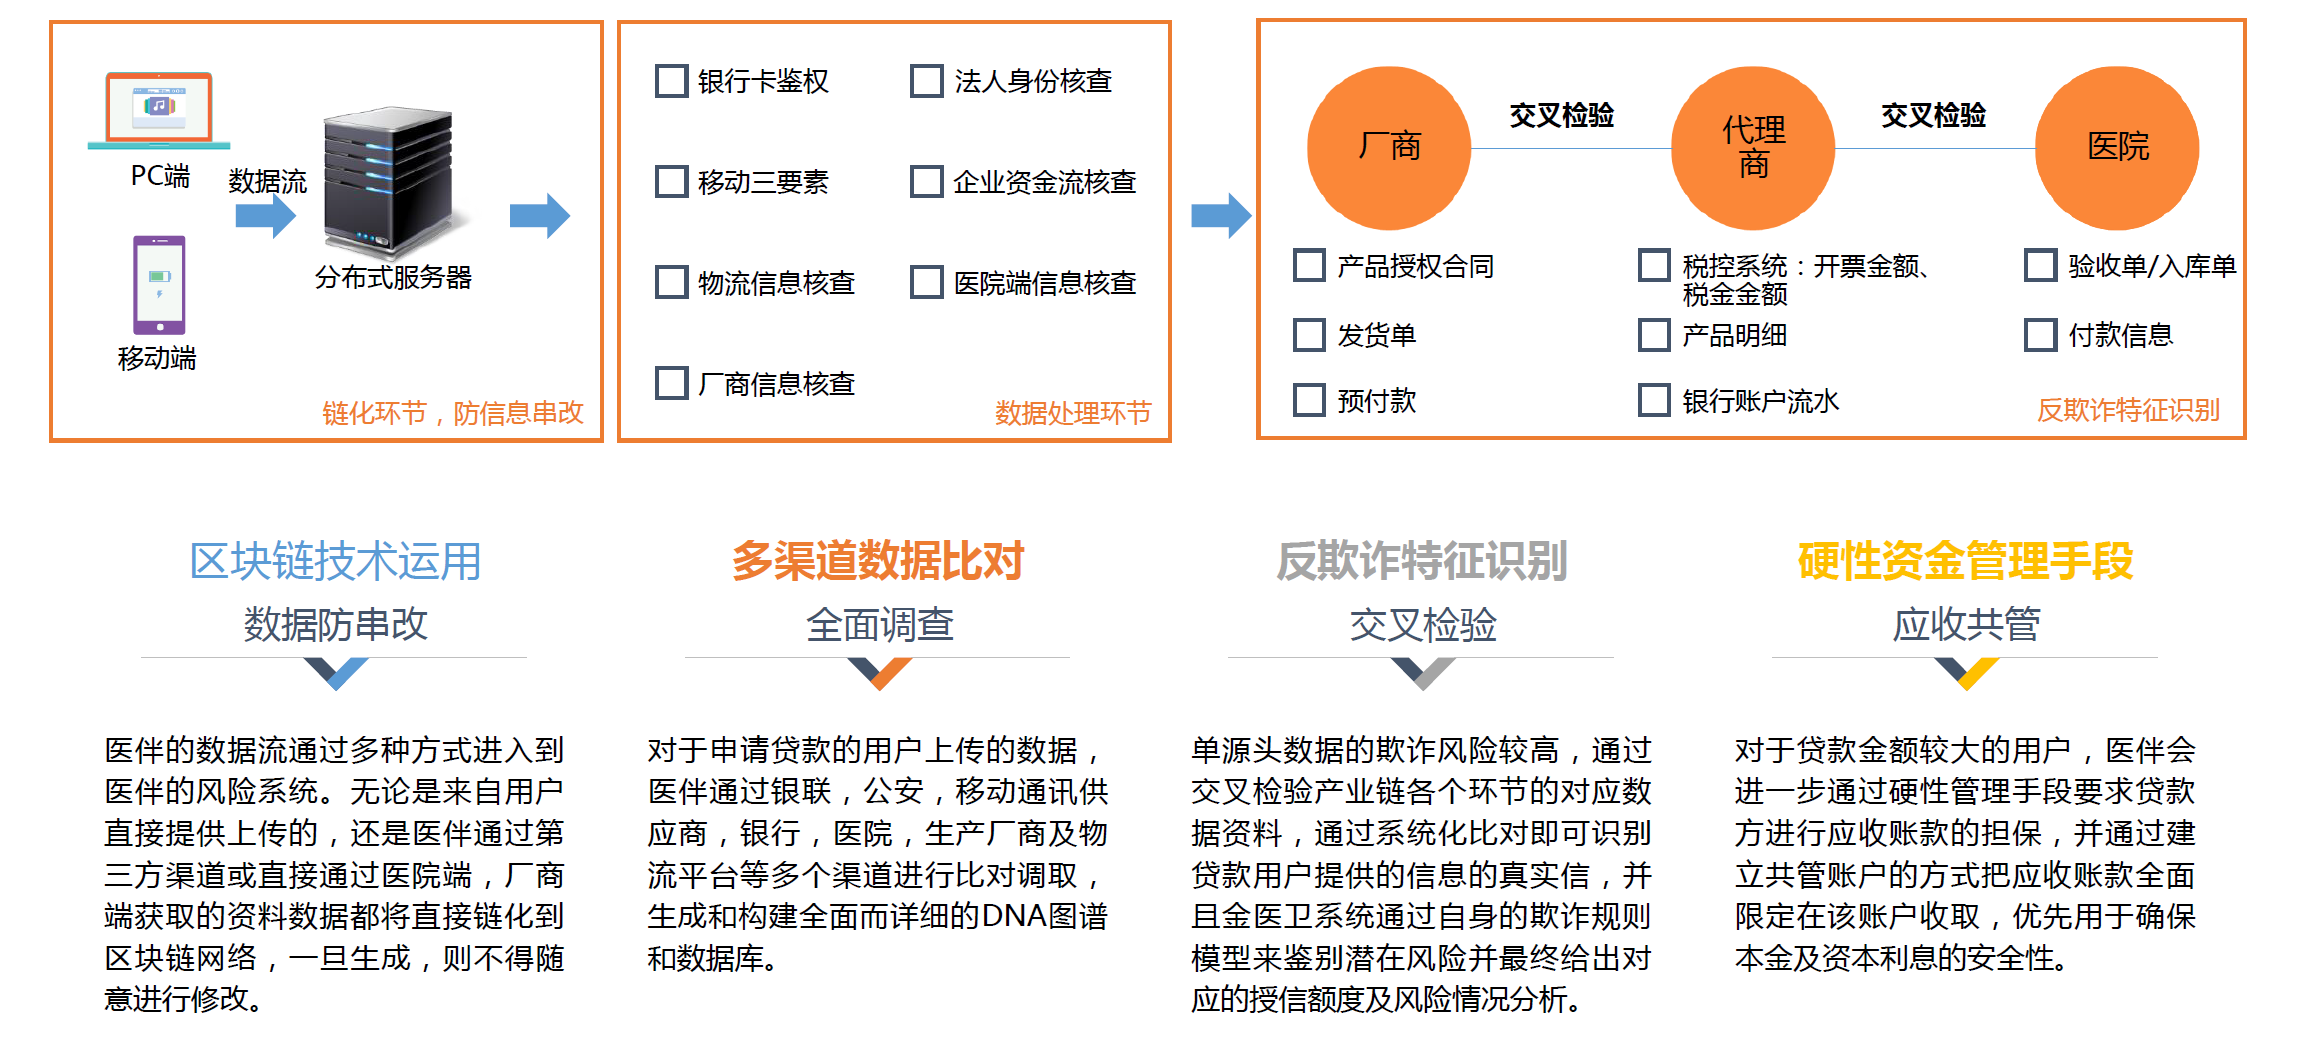 PC端
数据流
移动端
分布式服务器
链化环节，防信息串改
银行卡鉴权
法人身份核查
移动三要素
企业资金流核查
物流信息核查
医院端信息核查
厂商信息核查
数据处理环节
厂商
交叉检验
代理
商
交叉检验
医院
产品授权合同
发货单
预付款
税控系统：开票金额、
税金金额
产品明细
银行账户流水
验收单/入库单
付款信息
反欺诈特征识别
区块链技术运用
数据防串改
医伴的数据流通过多种方式进入到
医伴的风险系统。无论是来自用户
直接提供上传的，还是医伴通过第
三方渠道或直接通过医院端，厂商
端获取的资料数据都将直接链化到
区块链网络，一旦生成，则不得随
意进行修改。
多渠道数据比对
全面调查
对于申请贷款的用户上传的数据，
医伴通过银联，公安，移动通讯供
应商，银行，医院，生产厂商及物
流平台等多个渠道进行比对调取，
生成和构建全面而详细的DNA图谱
和数据库。
反欺诈特征识别
交叉检验
单源头数据的欺诈风险较高，通过
交叉检验产业链各个环节的对应数
据资料，通过系统化比对即可识别
贷款用户提供的信息的真实信，并
且金医卫系统通过自身的欺诈规则
模型来鉴别潜在风险并最终给出对
应的授信额度及风险情况分析。
硬性资金管理手段
应收共管
对于贷款金额较大的用户，医伴会
进一步通过硬性管理手段要求贷款
方进行应收账款的担保，并通过建
立共管账户的方式把应收账款全面
限定在该账户收取，优先用于确保
本金及资本利息的安全性。